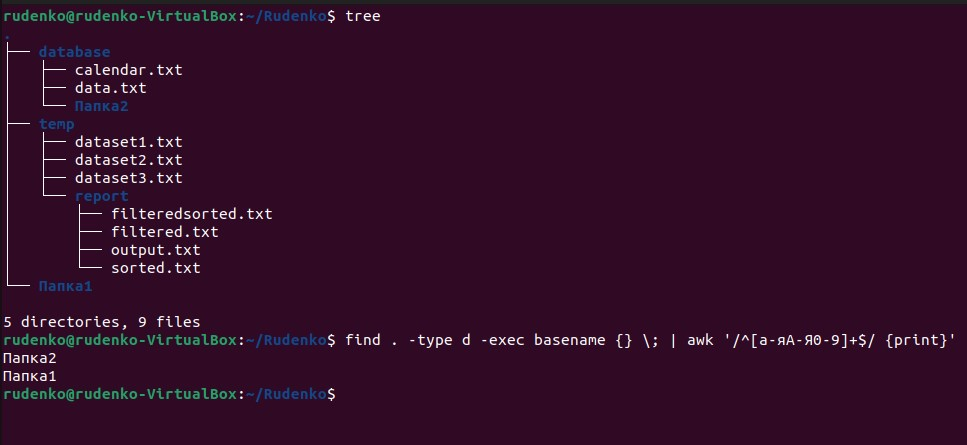 rudenko@rudenko-VirtualBox:~/Rudenko$ tree
.
├── database
│   ├── calendar.txt
│   ├── data.txt
│   └── Папка2
├── temp
│   ├── dataset1.txt
│   ├── dataset2.txt
│   ├── dataset3.txt
│   └── report
│       ├── filteredsorted.txt
│       ├── filtered.txt
│       ├── output.txt
│       └── sorted.txt
└── Папка1
5 directories, 9 files
rudenko@rudenko-VirtualBox:~/Rudenko$ find . -type d -exec basename {} \; | awk '/^[а-яА-Я0-9]+$/ {print}'
Папка2
Папка1
rudenko@rudenko-VirtualBox:~/Rudenko$